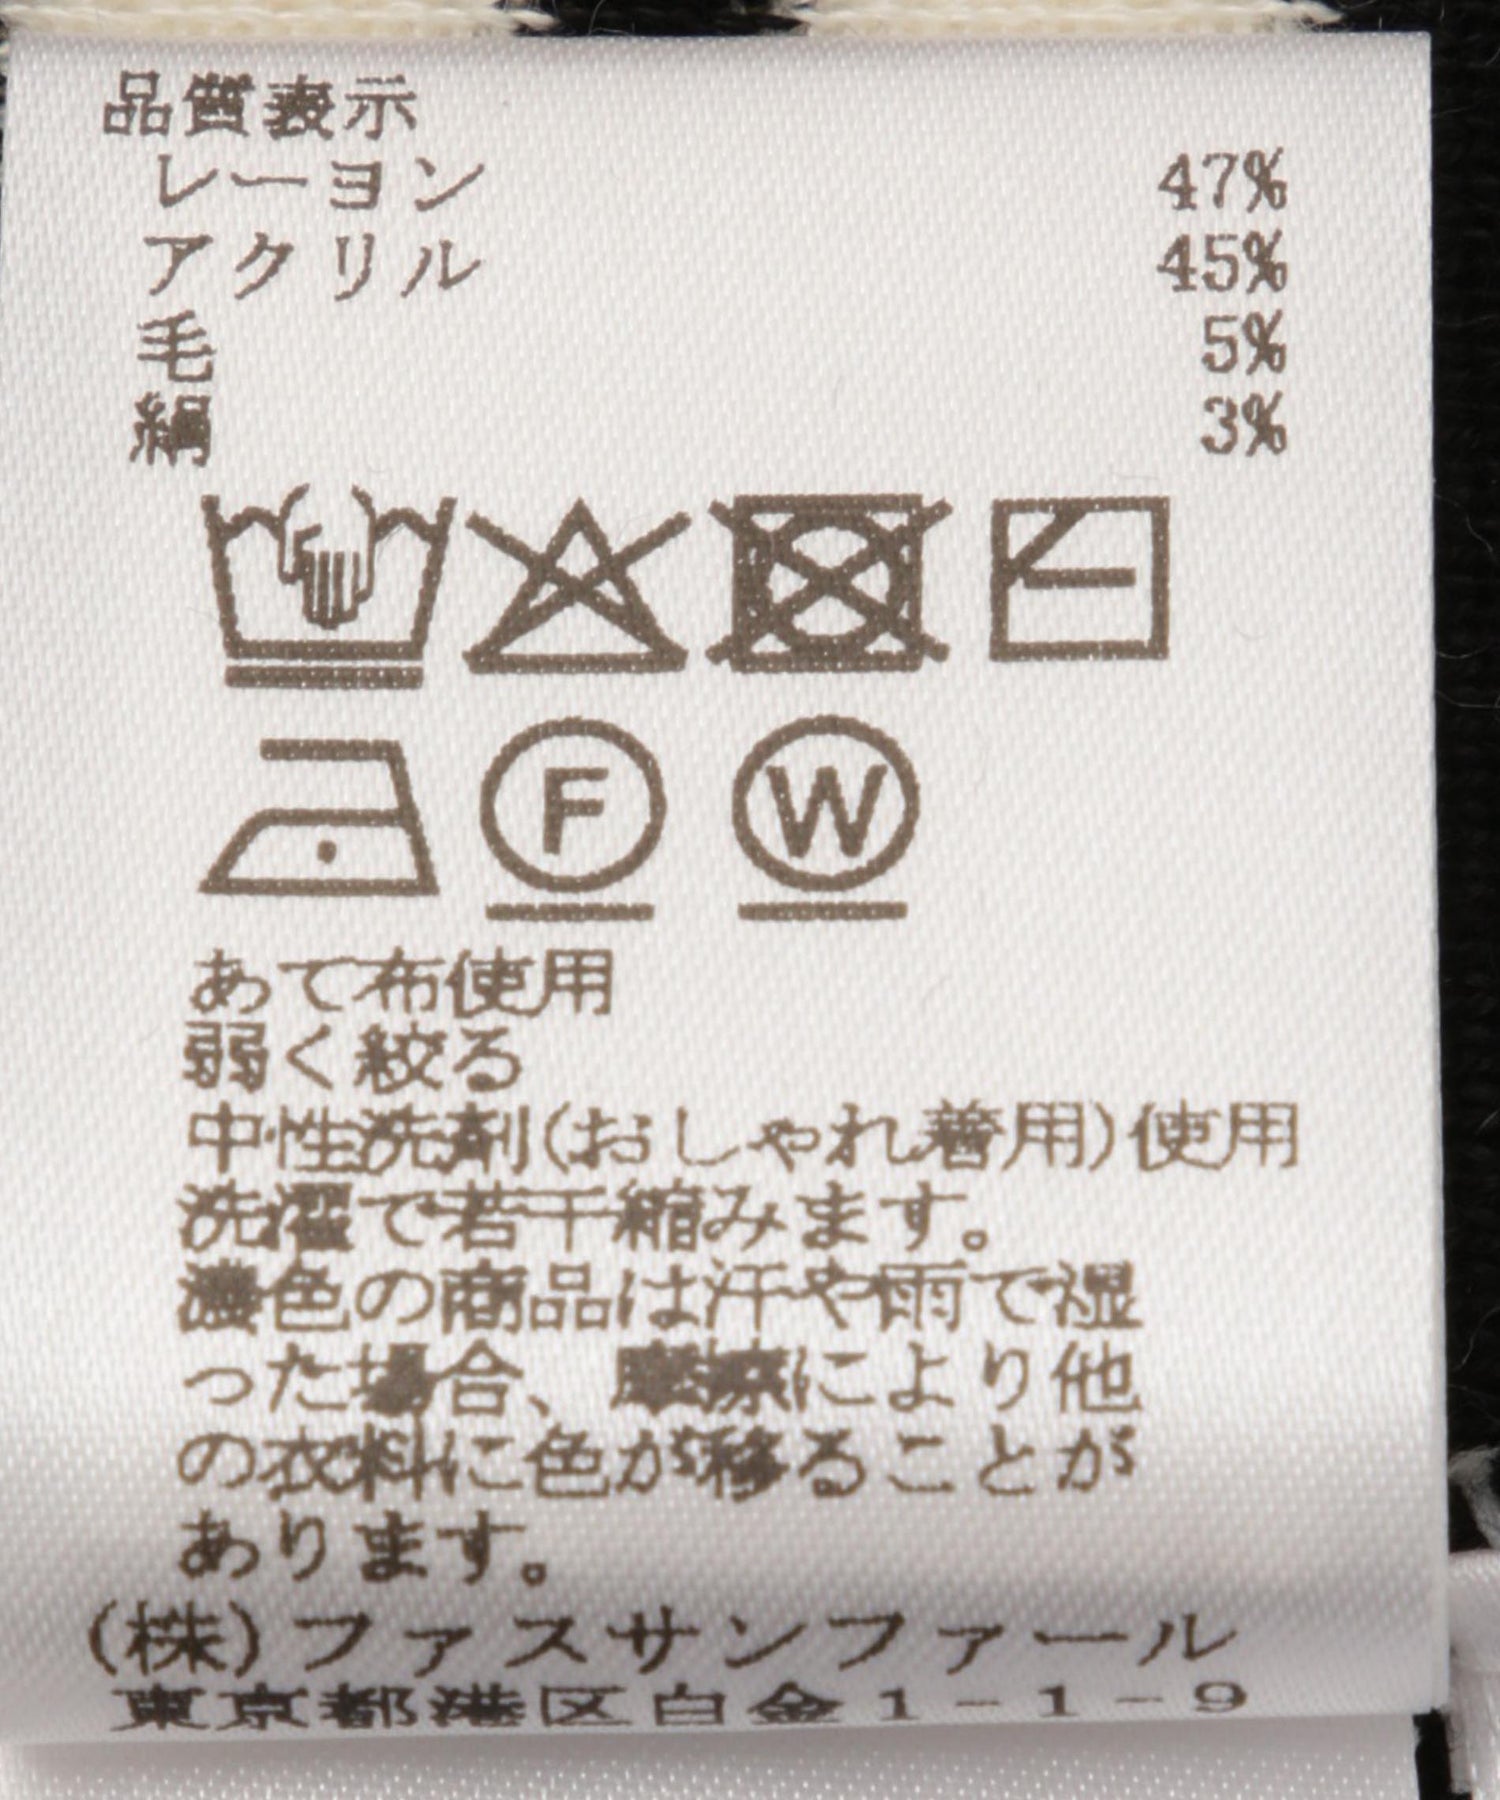 品質表示
レーヨン 47%
アクリル 45%
毛 5%
絹 3%
F W
あて布使用
弱く絞る
中性洗剤(おしゃれ着用)使用
洗濯で若干縮みます。
濃色の商品は汗や雨で湿
った場合、摩擦により他
の衣料に色が移ることが
あります。
(株)ファスサンファール
東京都港区白金1-1-9